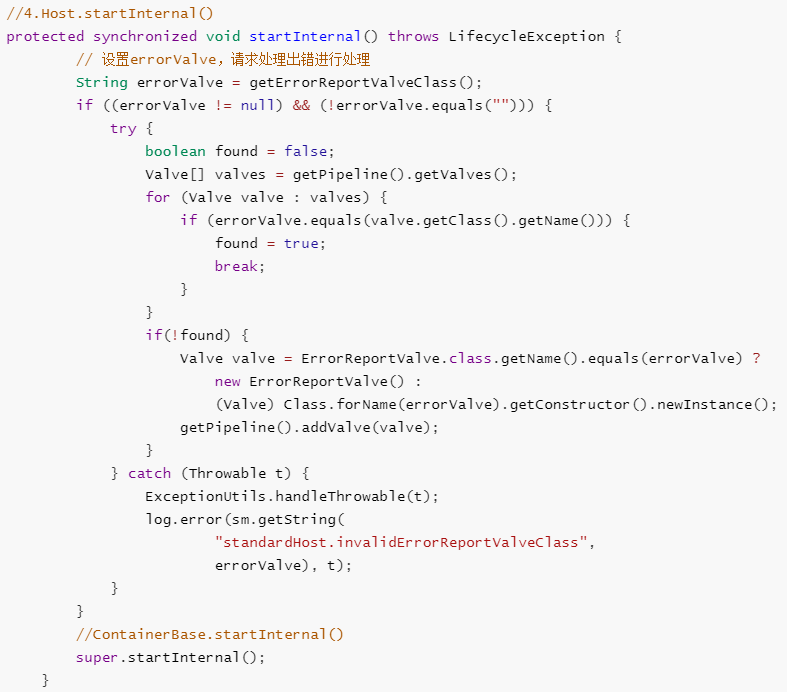 //4.Host.startInternal()
protected synchronized void startInternal() throws LifecycleException {
        // 设置errorValve，请求处理出错进行处理
        String errorValve = getErrorReportValveClass();
        if ((errorValve != null) && (!errorValve.equals(""))) {
            try {
                boolean found = false;
                Valve[] valves = getPipeline().getValves();
                for (Valve valve : valves) {
                    if (errorValve.equals(valve.getClass().getName())) {
                        found = true;
                        break;
                    }
                }
                if(!found) {
                    Valve valve = ErrorReportValve.class.getName().equals(errorValve) ?
                        new ErrorReportValve() :
                        (Valve) Class.forName(errorValve).getConstructor().newInstance();
                    getPipeline().addValve(valve);
                }
            } catch (Throwable t) {
                ExceptionUtils.handleThrowable(t);
                log.error(sm.getString(
                        "standardHost.invalidErrorReportValveClass",
                        errorValve), t);
            }
        }
        //ContainerBase.startInternal()
        super.startInternal();
    }